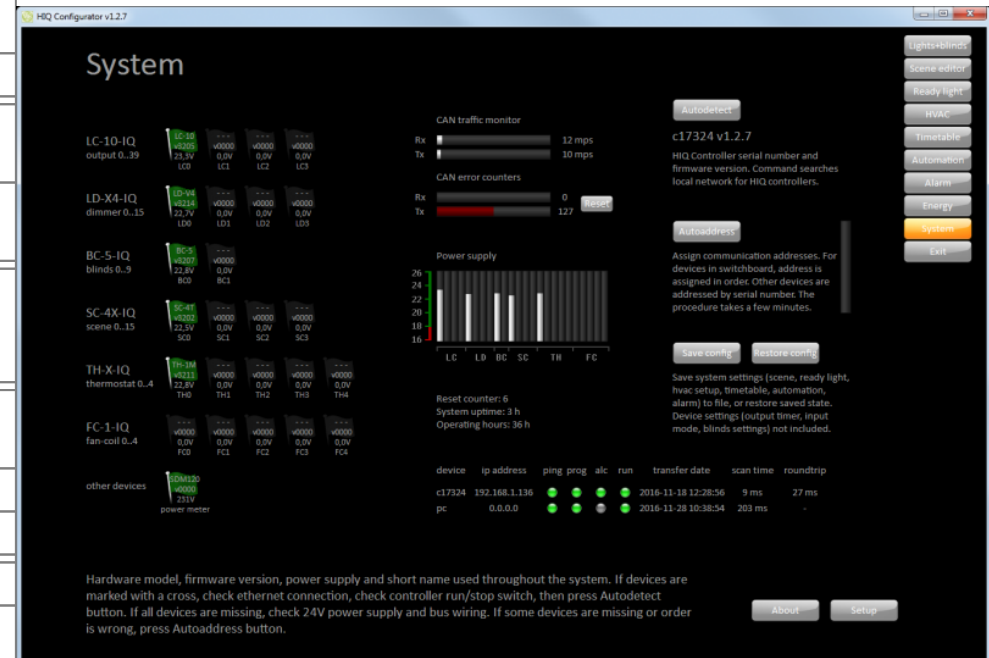 HIQ Configurator v1.2.7
System
LC-10-IQ
output 0..39
LC-10
v9205
23,5V
LC0
---
v0000
0,0V
LC1
---
v0000
0,0V
LC2
---
v0000
0,0V
LC3
LD-X4-IQ
dimmer 0..15
LD-V4
v9214
22,7V
LD0
---
v0000
0,0V
LD1
---
v0000
0,0V
LD2
---
v0000
0,0V
LD3
BC-5-IQ
blinds 0..9
BC-5
v9207
22,8V
BC0
---
v0000
0,0V
BC1
SC-4X-IQ
scene 0..15
SC-4T
v9202
22,5V
SC0
---
v0000
0,0V
SC1
---
v0000
0,0V
SC2
---
v0000
0,0V
SC3
TH-X-IQ
thermostat 0..4
TH-1M
v9211
22,8V
TH0
---
v0000
0,0V
TH1
---
v0000
0,0V
TH2
---
v0000
0,0V
TH3
---
v0000
0,0V
TH4
FC-1-IQ
fan-coil 0..4
---
v0000
0,0V
FC0
---
v0000
0,0V
FC1
---
v0000
0,0V
FC2
---
v0000
0,0V
FC3
---
v0000
0,0V
FC4
other devices
SDM120
v0000
231V
power meter
CAN traffic monitor
Rx 12 mps
Tx 10 mps
CAN error counters
Rx 0
Tx 127
Reset
Power supply
26
24
22
20
18
16
LC LD BC SC TH FC
Reset counter: 6
System uptime: 3 h
Operating hours: 36 h
Autodetect
c17324 v1.2.7
HIQ Controller serial number and
firmware version. Command searches
local network for HIQ controllers.
Autoaddress
Assign communication addresses. For
devices in switchboard, address is
assigned in order. Other devices are
addressed by serial number. The
procedure takes a few minutes.
Save config Restore config
Save system settings (scene, ready light,
hvac setup, timetable, automation,
alarm) to file, or restore saved state.
Device settings (output timer, input
mode, blinds settings) not included.
device ip address ping prog alc run transfer date scan time roundtrip
c17324 192.168.1.136 2016-11-18 12:28:56 9 ms 27 ms
pc 0.0.0.0 2016-11-28 10:38:54 203 ms -
Lights+blinds
Scene editor
Ready light
HVAC
Timetable
Automation
Alarm
Energy
System
Exit
Hardware model, firmware version, power supply and short name used throughout the system. If devices are
marked with a cross, check ethernet connection, check controller run/stop switch, then press Autodetect
button. If all devices are missing, check 24V power supply and bus wiring. If some devices are missing or order
is wrong, press Autoaddress button.
About Setup